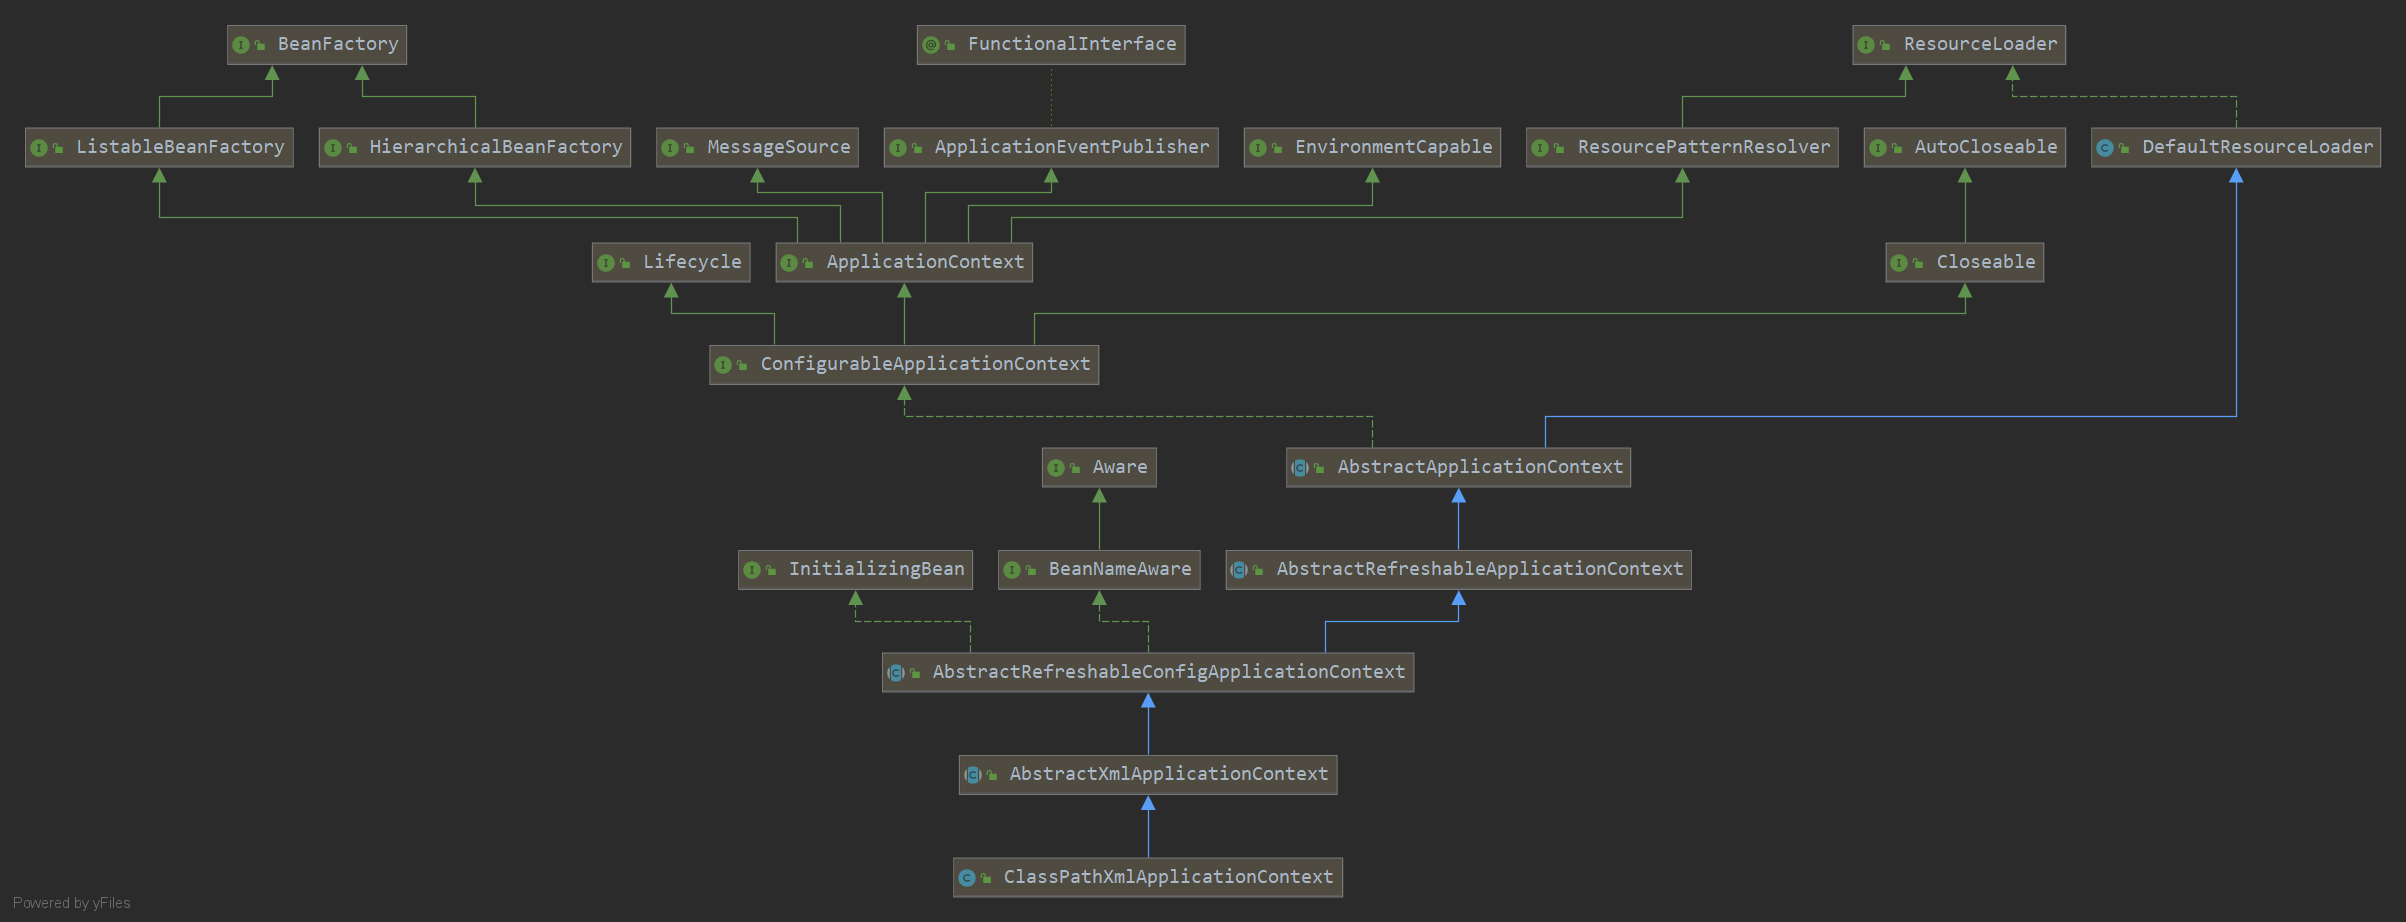 BeanFactory
FunctionalInterface
ResourceLoader
ListableBeanFactory
HierarchicalBeanFactory
MessageSource
ApplicationEventPublisher
EnvironmentCapable
ResourcePatternResolver
AutoCloseable
DefaultResourceLoader
Lifecycle
ApplicationContext
Closeable
ConfigurableApplicationContext
Aware
AbstractApplicationContext
InitializingBean
BeanNameAware
AbstractRefreshableApplicationContext
AbstractRefreshableConfigApplicationContext
AbstractXmlApplicationContext
ClassPathXmlApplicationContext
Powered by yFiles